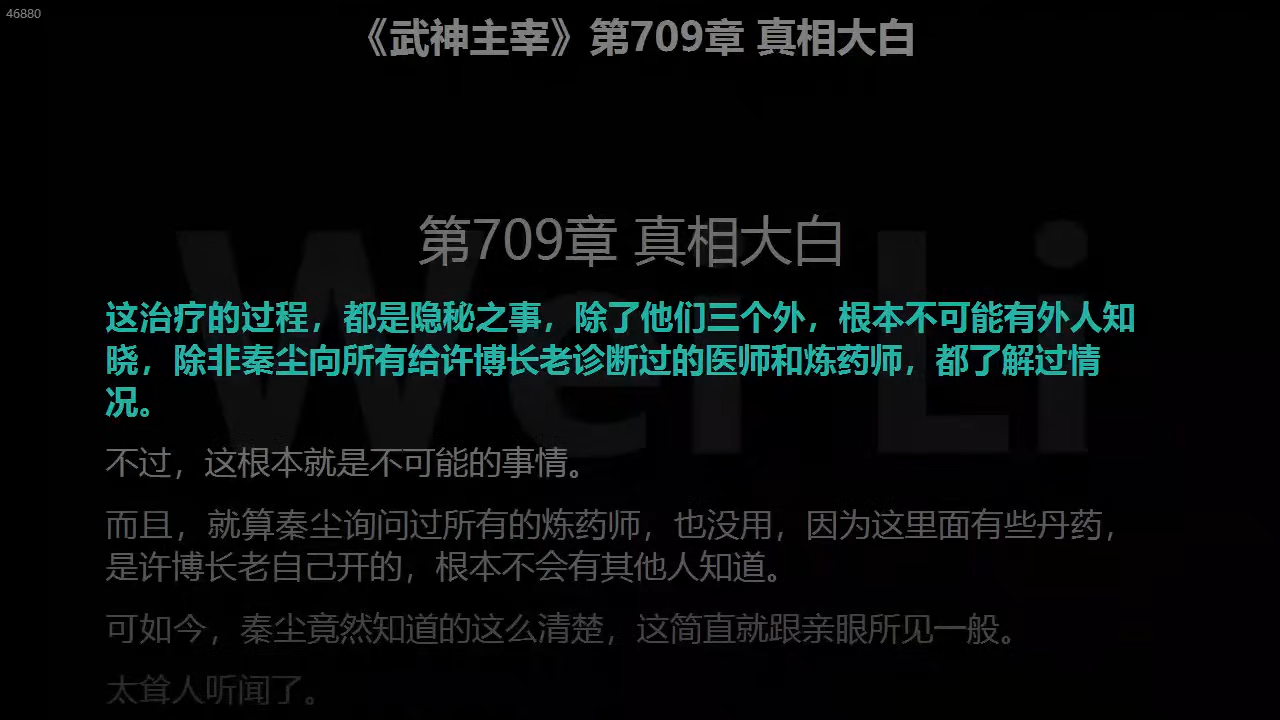 46880
《武神主宰》第709章 真相大白
第709章 真相大白
Wei Li
这治疗的过程，都是隐秘之事，除了他们三个外，根本不可能有外人知
晓，除非秦尘向所有给许博长老诊断过的医师和炼药师，都了解过情
况。
不过，这根本就是不可能的事情。
而且，就算秦尘询问过所有的炼药师，也没用，因为这里面有些丹药，
是许博长老自己开的，根本不会有其他人知道。
可如今，秦尘竟然知道的这么清楚，这简直就跟亲眼所见一般。
太耸人听闻了。